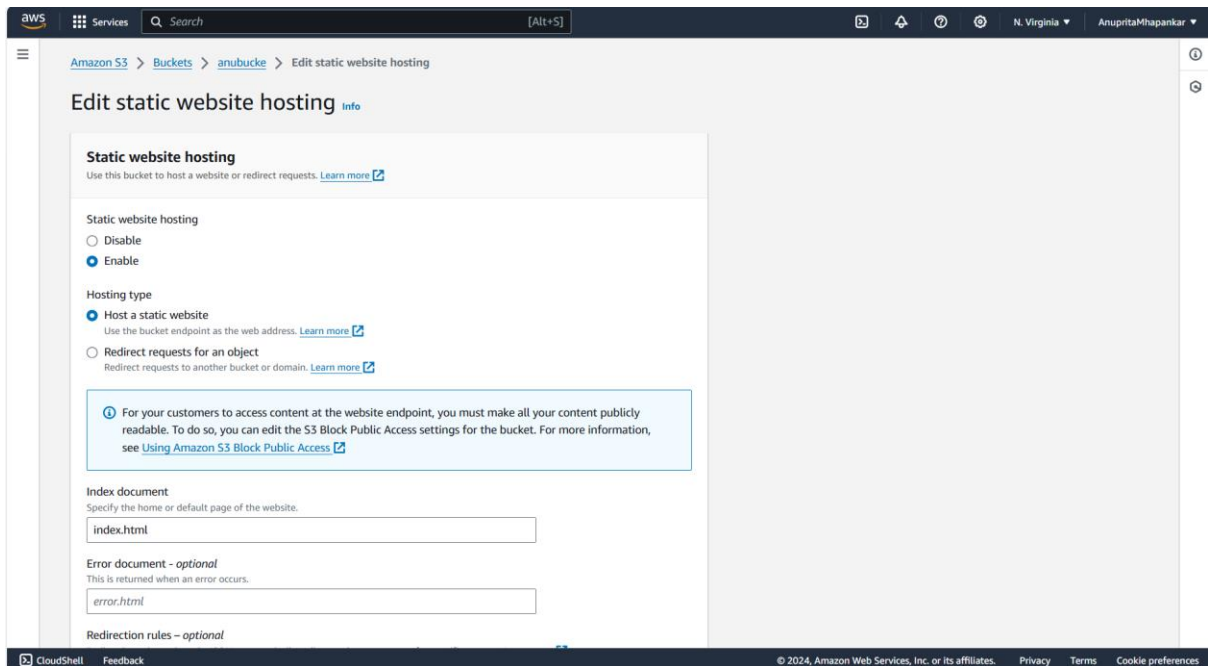 aws
Services
Search
[Alt+S]
N. Virginia
AnupritaMhapankar
Amazon S3 > Buckets > anubucke > Edit static website hosting
Edit static website hosting Info
Static website hosting
Use this bucket to host a website or redirect requests. Learn more
Static website hosting
Disable
Enable
Hosting type
Host a static website
Use the bucket endpoint as the web address. Learn more
Redirect requests for an object
Redirect requests to another bucket or domain. Learn more
For your customers to access content at the website endpoint, you must make all your content publicly
readable. To do so, you can edit the S3 Block Public Access settings for the bucket. For more information,
see Using Amazon S3 Block Public Access
Index document
Specify the home or default page of the website.
index.html
Error document - optional
This is returned when an error occurs.
error.html
Redirection rules – optional
CloudShell Feedback
© 2024, Amazon Web Services, Inc. or its affiliates. Privacy Terms Cookie preferences